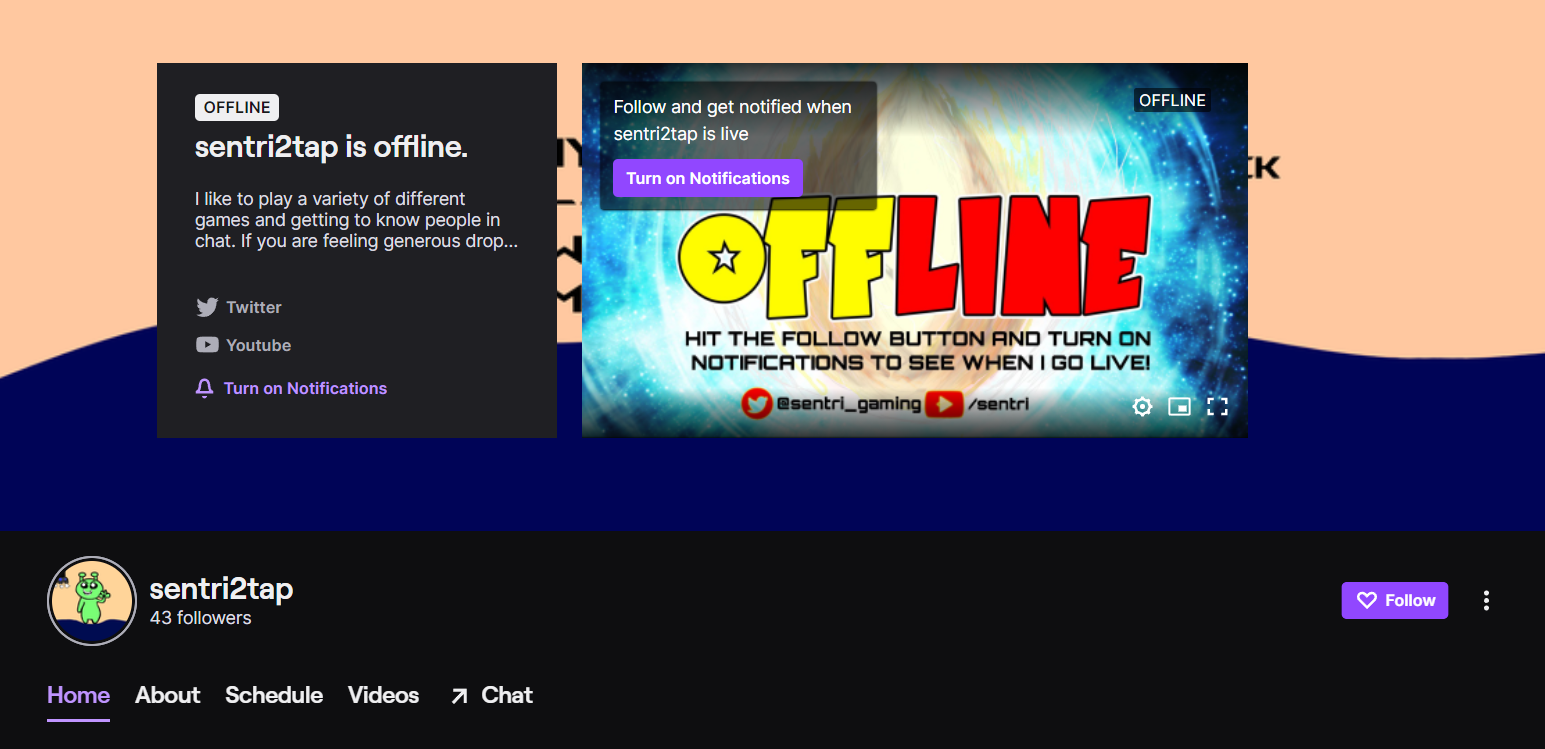 OFFLINE
sentri2tap is offline.
I like to play a variety of different
games and getting to know people in
chat. If you are feeling generous drop...
Twitter
Youtube
Turn on Notifications
Follow and get notified when
sentri2tap is live
Turn on Notifications
OFFLINE
OFFLINE
HIT THE FOLLOW BUTTON AND TURN ON
NOTIFICATIONS TO SEE WHEN I GO LIVE!
@sentri_gaming /sentri
sentri2tap
43 followers
Follow
Home About Schedule Videos Chat